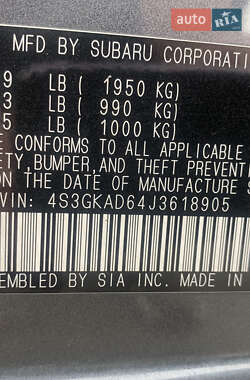 auto RIA
MFD BY SUBARU CORPORATI
9 LB ( 1950 KG)
3 LB ( 990 KG)
5 LB ( 1000 KG)
E CONFORMS TO ALL APPLICABLE
ETY, BUMPER, AND THEFT PREVENTI
ON THE DATE OF MANUFACTURE S
VIN: 4S3GKAD64J3618905
EMBLED BY SIA INC. MADE IN